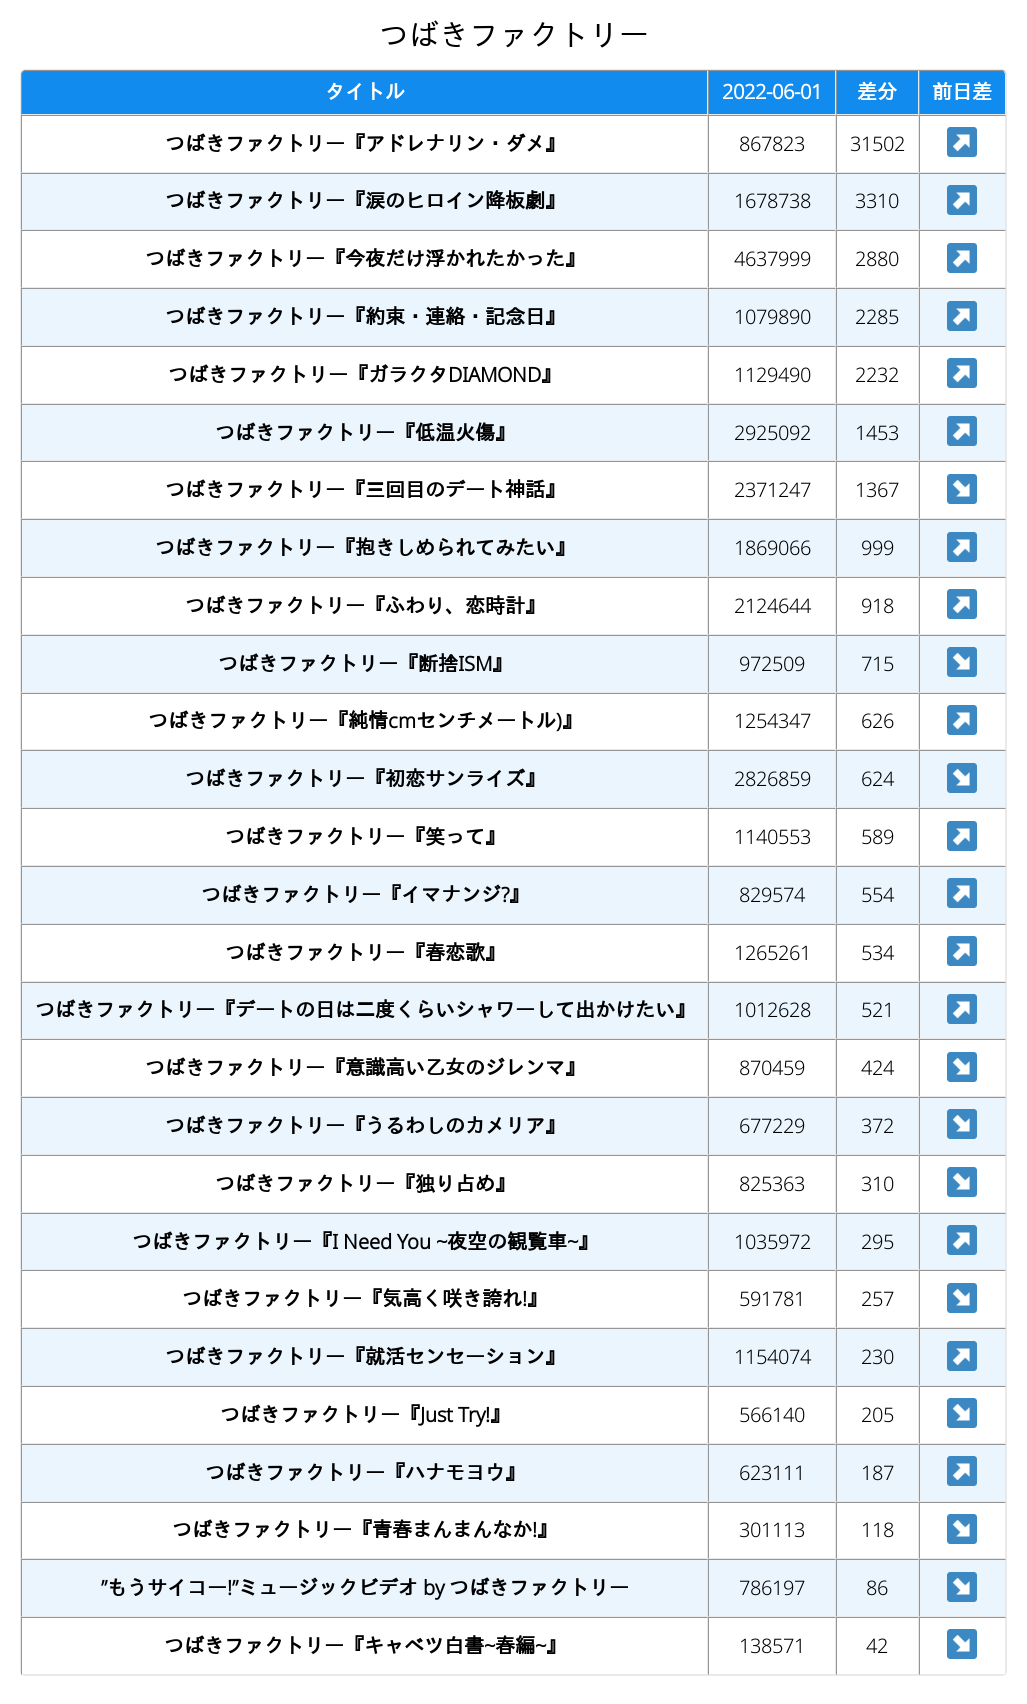 つばきファクトリー
タイトル 2022-06-01 差分 前日差
つばきファクトリー『アドレナリン・ダメ』 867823 31502 ↗
つばきファクトリー『涙のヒロイン降板劇』 1678738 3310 ↗
つばきファクトリー『今夜だけ浮かれたかった』 4637999 2880 ↗
つばきファクトリー『約束・連絡・記念日』 1079890 2285 ↗
つばきファクトリー『ガラクタDIAMOND』 1129490 2232 ↗
つばきファクトリー『低温火傷』 2925092 1453 ↗
つばきファクトリー『三回目のデート神話』 2371247 1367 ↘
つばきファクトリー『抱きしめられてみたい』 1869066 999 ↗
つばきファクトリー『ふわり、恋時計』 2124644 918 ↗
つばきファクトリー『断捨ISM』 972509 715 ↘
つばきファクトリー『純情cmセンチメートル)』 1254347 626 ↗
つばきファクトリー『初恋サンライズ』 2826859 624 ↘
つばきファクトリー『笑って』 1140553 589 ↗
つばきファクトリー『イマナンジ?』 829574 554 ↗
つばきファクトリー『春恋歌』 1265261 534 ↗
つばきファクトリー『デートの日は二度くらいシャワーして出かけたい』 1012628 521 ↗
つばきファクトリー『意識高い乙女のジレンマ』 870459 424 ↘
つばきファクトリー『うるわしのカメリア』 677229 372 ↘
つばきファクトリー『独り占め』 825363 310 ↘
つばきファクトリー『I Need You ~夜空の観覧車~』 1035972 295 ↗
つばきファクトリー『気高く咲き誇れ!』 591781 257 ↘
つばきファクトリー『就活センセーション』 1154074 230 ↗
つばきファクトリー『Just Try!』 566140 205 ↘
つばきファクトリー『ハナモヨウ』 623111 187 ↗
つばきファクトリー『青春まんまんなか!』 301113 118 ↘
”もうサイコー!”ミュージックビデオ by つばきファクトリー 786197 86 ↘
つばきファクトリー『キャベツ白書~春編~』 138571 42 ↘